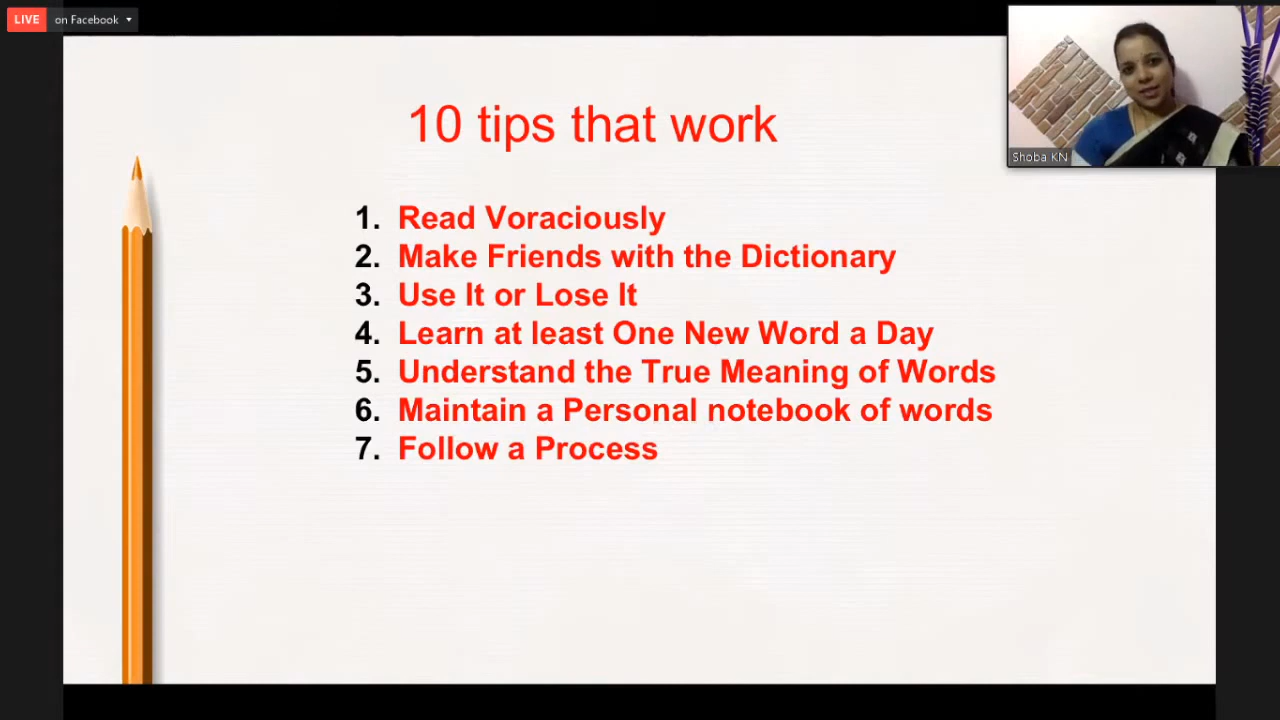 LIVE on Facebook
10 tips that work
Shoba KN
1. Read Voraciously
2. Make Friends with the Dictionary
3. Use It or Lose It
4. Learn at least One New Word a Day
5. Understand the True Meaning of Words
6. Maintain a Personal notebook of words
7. Follow a Process